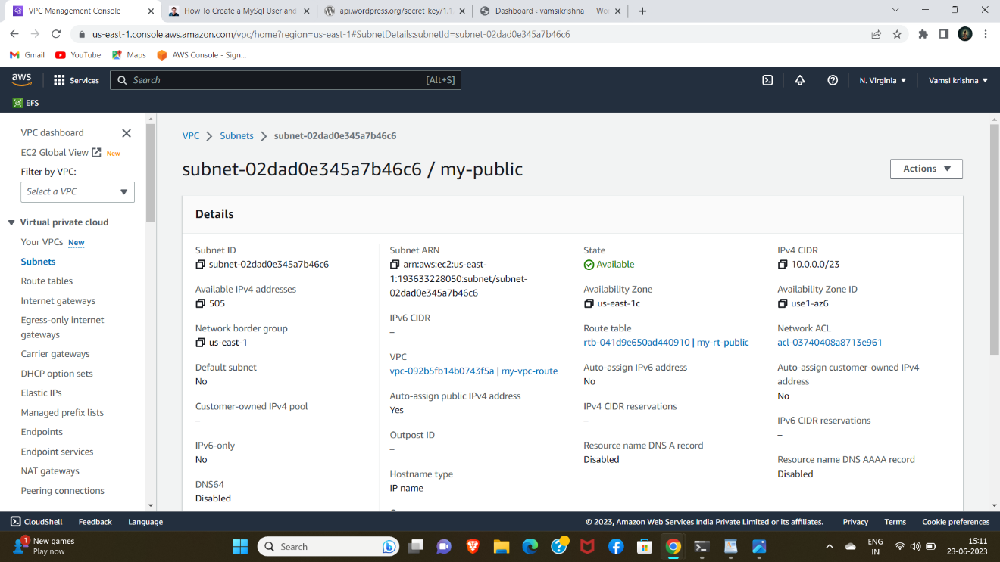 VPC Management Console
How To Create a MySql User and
api.wordpress.org/secret-key/1.1
Dashboard ‹ vamsikrishna — Wo
us-east-1.console.aws.amazon.com/vpc/home?region=us-east-1#SubnetDetails:subnetId=subnet-02dad0e345a7b46c6
Gmail
YouTube
Maps
AWS Console - Sign...
aws
Services
Search
[Alt+S]
N. Virginia
VamsI krishna
EFS
VPC dashboard
EC2 Global View
New
Filter by VPC:
Select a VPC
Virtual private cloud
Your VPCs New
Subnets
Route tables
Internet gateways
Egress-only internet
gateways
Carrier gateways
DHCP option sets
Elastic IPs
Managed prefix lists
Endpoints
Endpoint services
NAT gateways
Peering connections
VPC
Subnets
subnet-02dad0e345a7b46c6
subnet-02dad0e345a7b46c6 / my-public
Actions
Details
Subnet ID
subnet-02dad0e345a7b46c6
Available IPv4 addresses
505
Network border group
us-east-1
Default subnet
No
Customer-owned IPv4 pool
–
IPv6-only
No
DNS64
Disabled
Subnet ARN
arn:aws:ec2:us-east-
1:193633228050:subnet/subnet-
02dad0e345a7b46c6
IPv6 CIDR
–
VPC
vpc-092b5fb14b0743f5a | my-vpc-route
Auto-assign public IPv4 address
Yes
Outpost ID
–
Hostname type
IP name
State
Available
Availability Zone
us-east-1c
Route table
rtb-041d9e650ad440910 | my-rt-public
Auto-assign IPv6 address
No
IPv4 CIDR reservations
–
Resource name DNS A record
Disabled
IPv4 CIDR
10.0.0.0/23
Availability Zone ID
use1-az6
Network ACL
acl-03740408a8713e961
Auto-assign customer-owned IPv4
address
No
IPv6 CIDR reservations
–
Resource name DNS AAAA record
Disabled
CloudShell
Feedback
Language
© 2023, Amazon Web Services India Private Limited or its affiliates.
Privacy
Terms
Cookie preferences
1
New games
Play now
Search
ENG
IN
15:11
23-06-2023